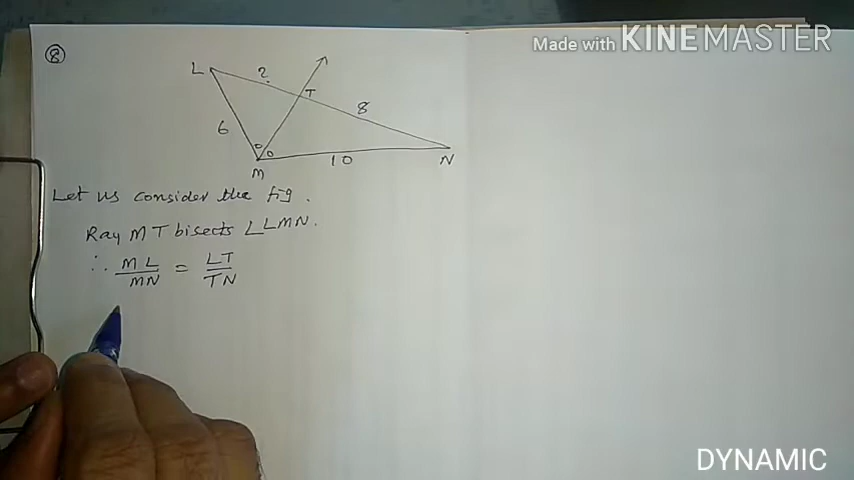 Made with KINEMASTER
8
L ? T 8
6
M 10 N
Let us consider the fig.
Ray MT bisects ∠LMN.
∴ ML/MN = LT/TN
DYNAMIC